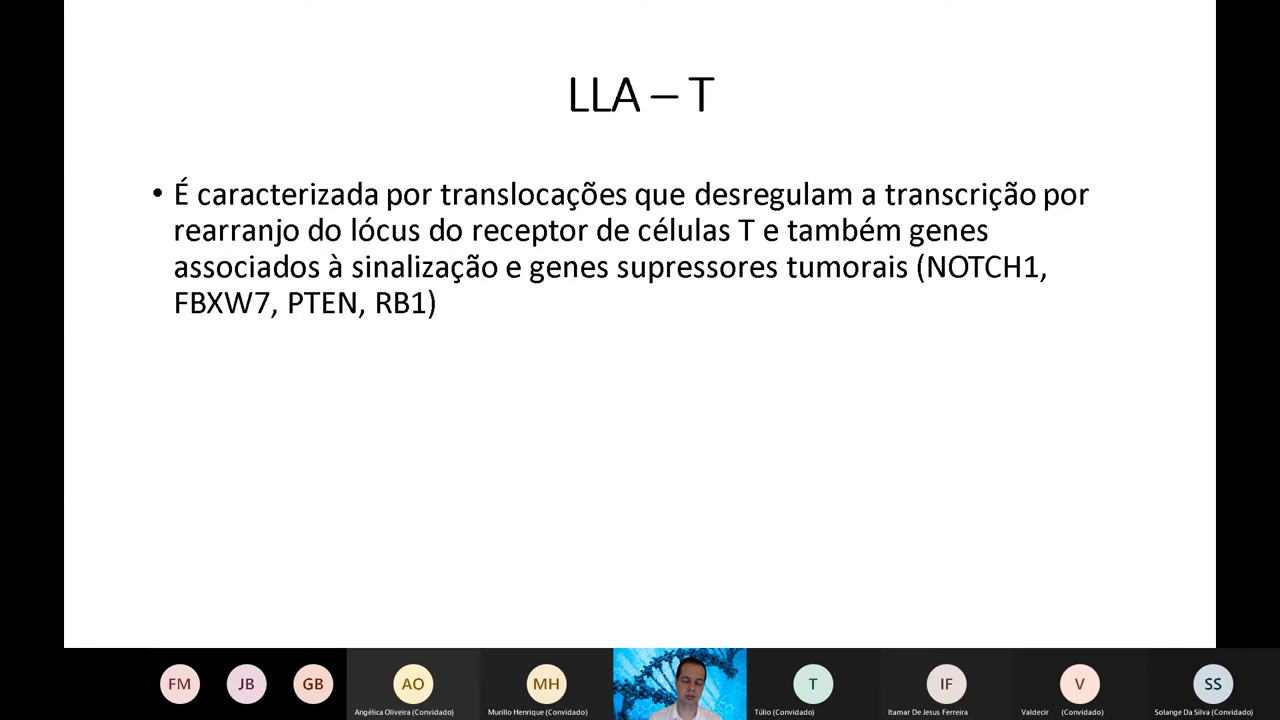 LLA – T
• É caracterizada por translocações que desregulam a transcrição por
rearranjo do lócus do receptor de células T e também genes
associados à sinalização e genes supressores tumorais (NOTCH1,
FBXW7, PTEN, RB1)
FM JB GB AO MH T IF V SS
Angélica Oliveira (Convidado) Murillo Henrique (Convidado) Túlio (Convidado) Itamar De Jesus Ferreira Valdecir (Convidado) Solange Da Silva (Convidado)